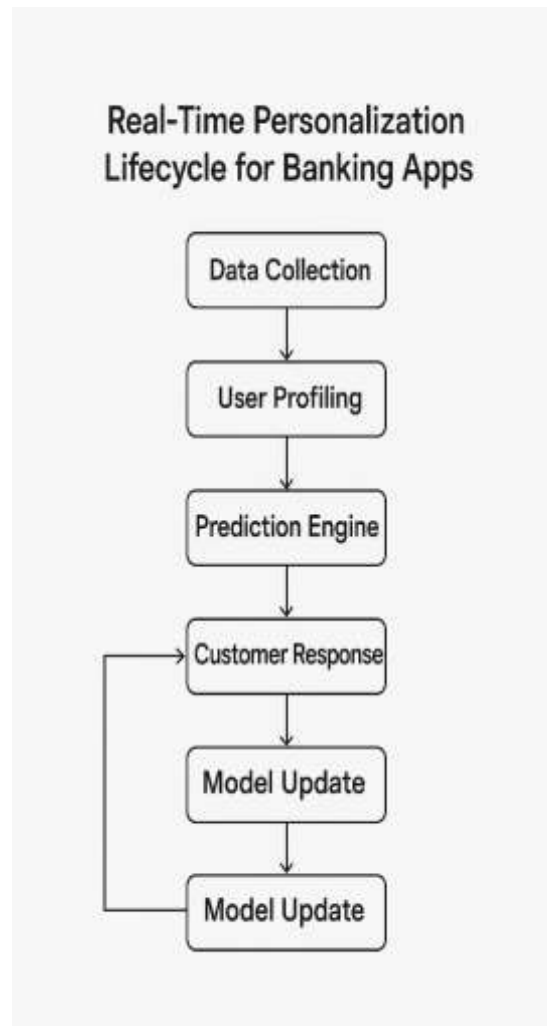 Real-Time Personalization
Lifecycle for Banking Apps
Data Collection
User Profiling
Prediction Engine
Customer Response
Model Update
Model Update